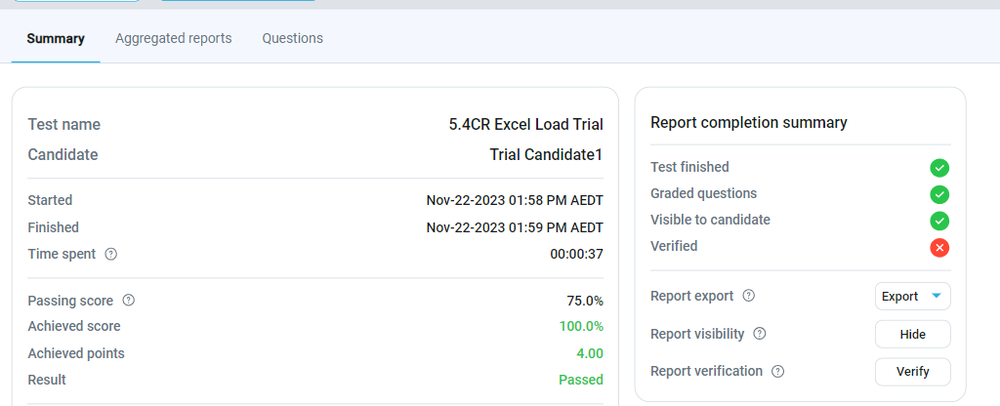 Summary Aggregated reports Questions
Test name 5.4CR Excel Load Trial
Candidate Trial Candidate1
Started Nov-22-2023 01:58 PM AEDT
Finished Nov-22-2023 01:59 PM AEDT
Time spent 00:00:37
Passing score 75.0%
Achieved score 100.0%
Achieved points 4.00
Result Passed
Report completion summary
Test finished
Graded questions
Visible to candidate
Verified
Report export Export
Report visibility Hide
Report verification Verify